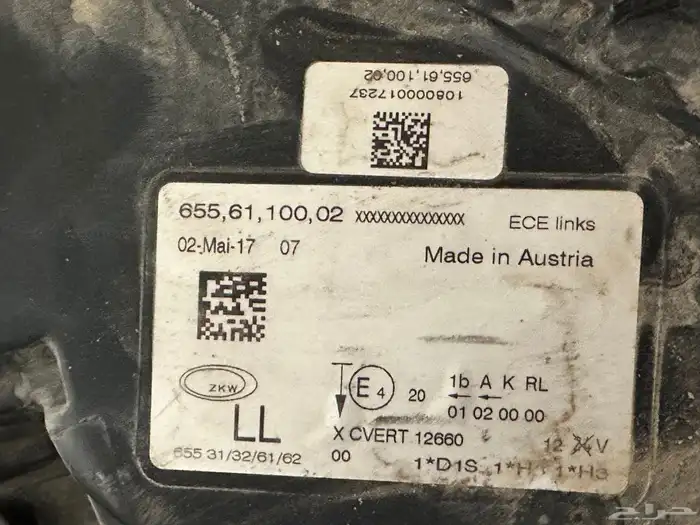 655,61,100,02
108000017237
655,61,100,02 xxxxxxxxxxxxxxx ECE links
02-Mai-17 07
Made in Austria
ZKW
LL
655 31/32/61/62
E4 20
1b A K RL
01 02 00 00
X CVERT 12660
00
12 V
1*D1S 1*H 1*H3
حراج